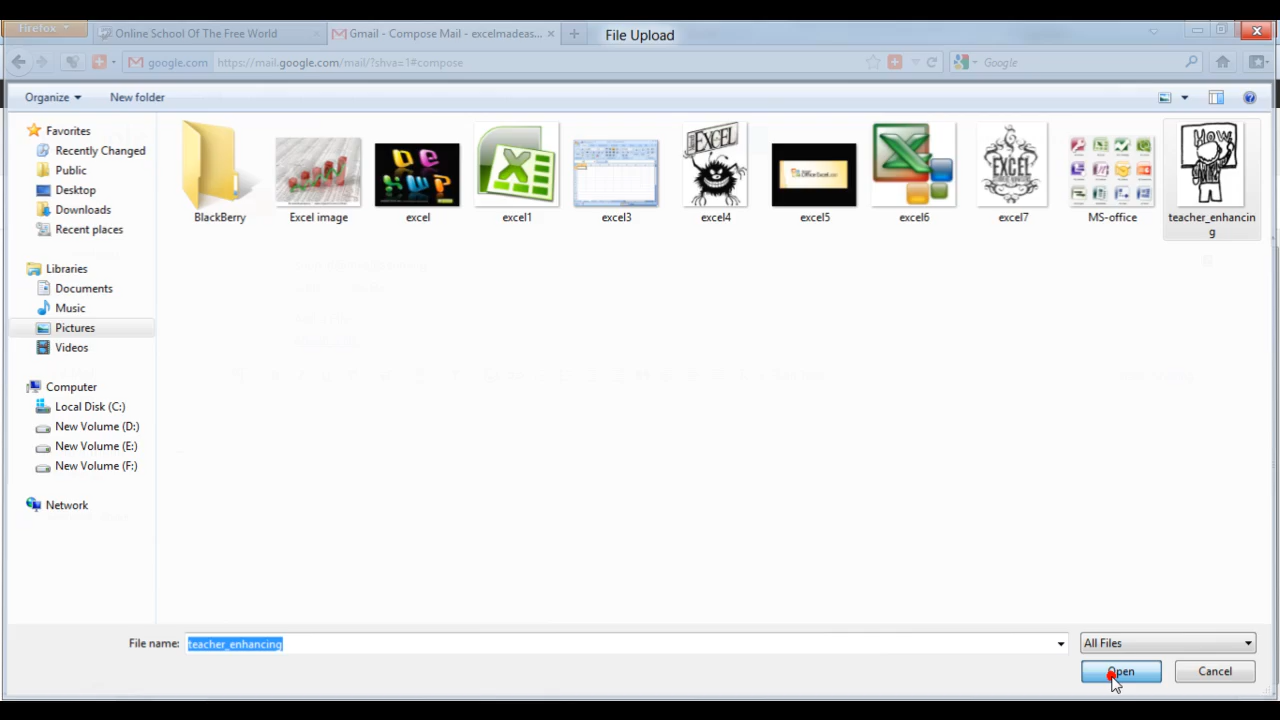 Firefox
Online School Of The Free World
Gmail - Compose Mail - excelmadeas...
File Upload
google.com
https://mail.google.com/mail/?shva=1#compose
Google
Organize
New folder
Favorites
Recently Changed
Public
Desktop
Downloads
Recent places
Libraries
Documents
Music
Pictures
Videos
Computer
Local Disk (C:)
New Volume (D:)
New Volume (E:)
New Volume (F:)
Network
EXCEL
EXCEL
HOW
BlackBerry
Excel image
excel
excel1
excel3
excel4
excel5
excel6
excel7
MS-office
teacher_enhancin
g
File name:
teacher_enhancing
All Files
Open
Cancel